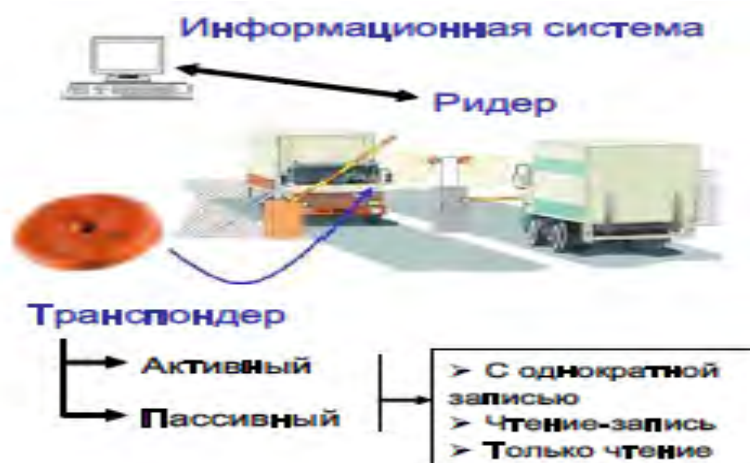 Информационная система
Ридер
Транспондер
Активный
Пассивный
➢ С однократной
записью
➢ Чтение-запись
➢ Только чтение